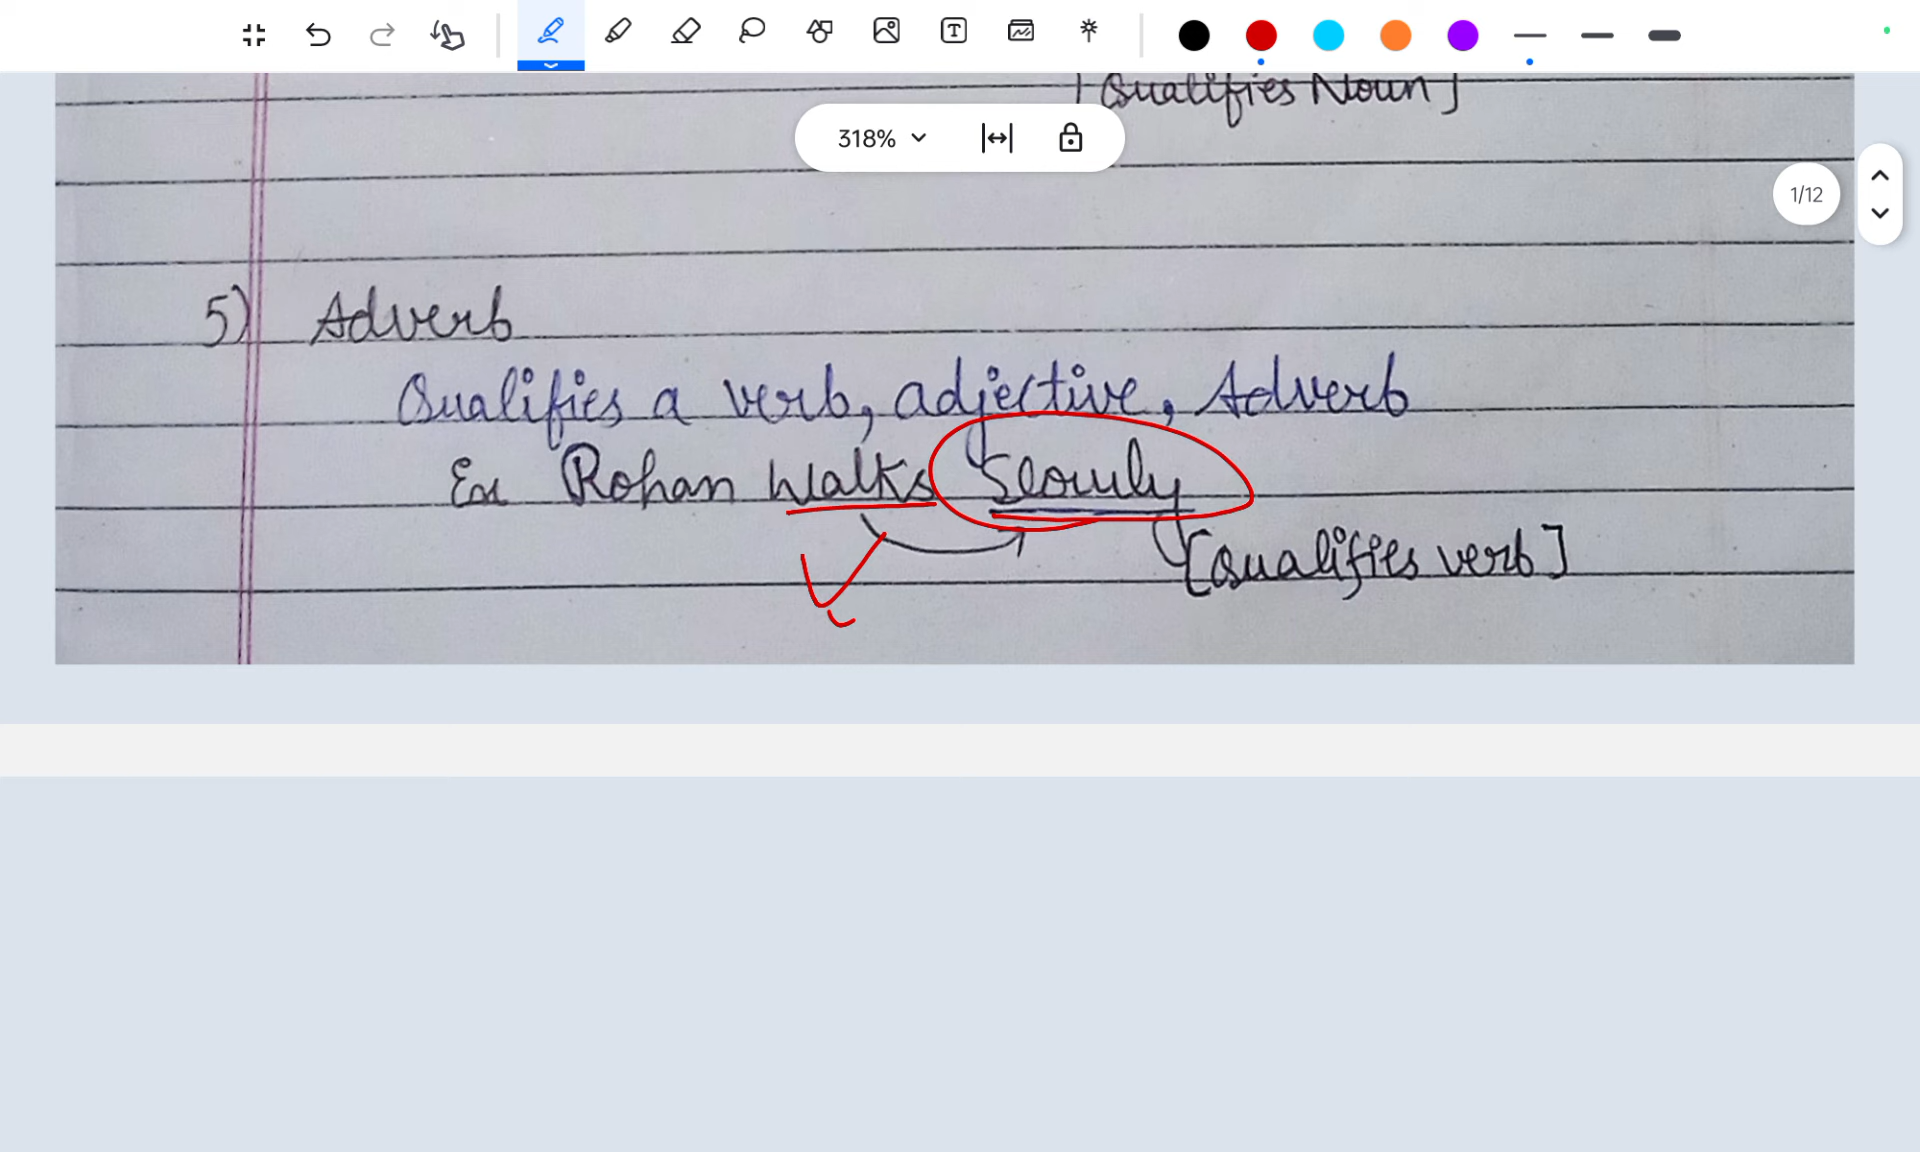 318%
1/12
[Qualifies Noun]
5) Adverb
Qualifies a verb, adjective, Adverb
Ex Rohan Walks Slowly
[Qualifies verb]